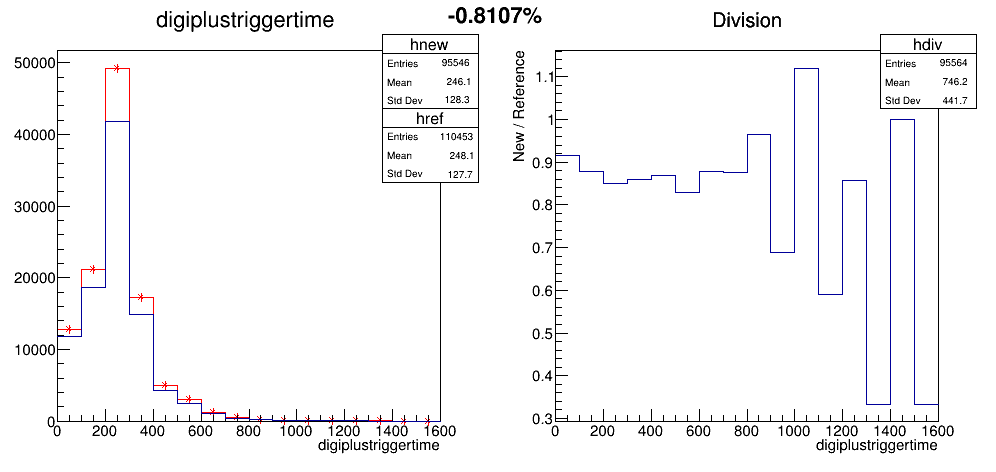 digiplustriggertime
-0.8107%
Division
hnew
Entries 95546
Mean 246.1
Std Dev 128.3
href
Entries 110453
Mean 248.1
Std Dev 127.7
50000
40000
30000
20000
10000
0
0 200 400 600 800 1000 1200 1400 1600
digiplustriggertime
hdiv
Entries 95564
Mean 746.2
Std Dev 441.7
New / Reference
1.1
1
0.9
0.8
0.7
0.6
0.5
0.4
0.3
0 200 400 600 800 1000 1200 1400 1600
digiplustriggertime